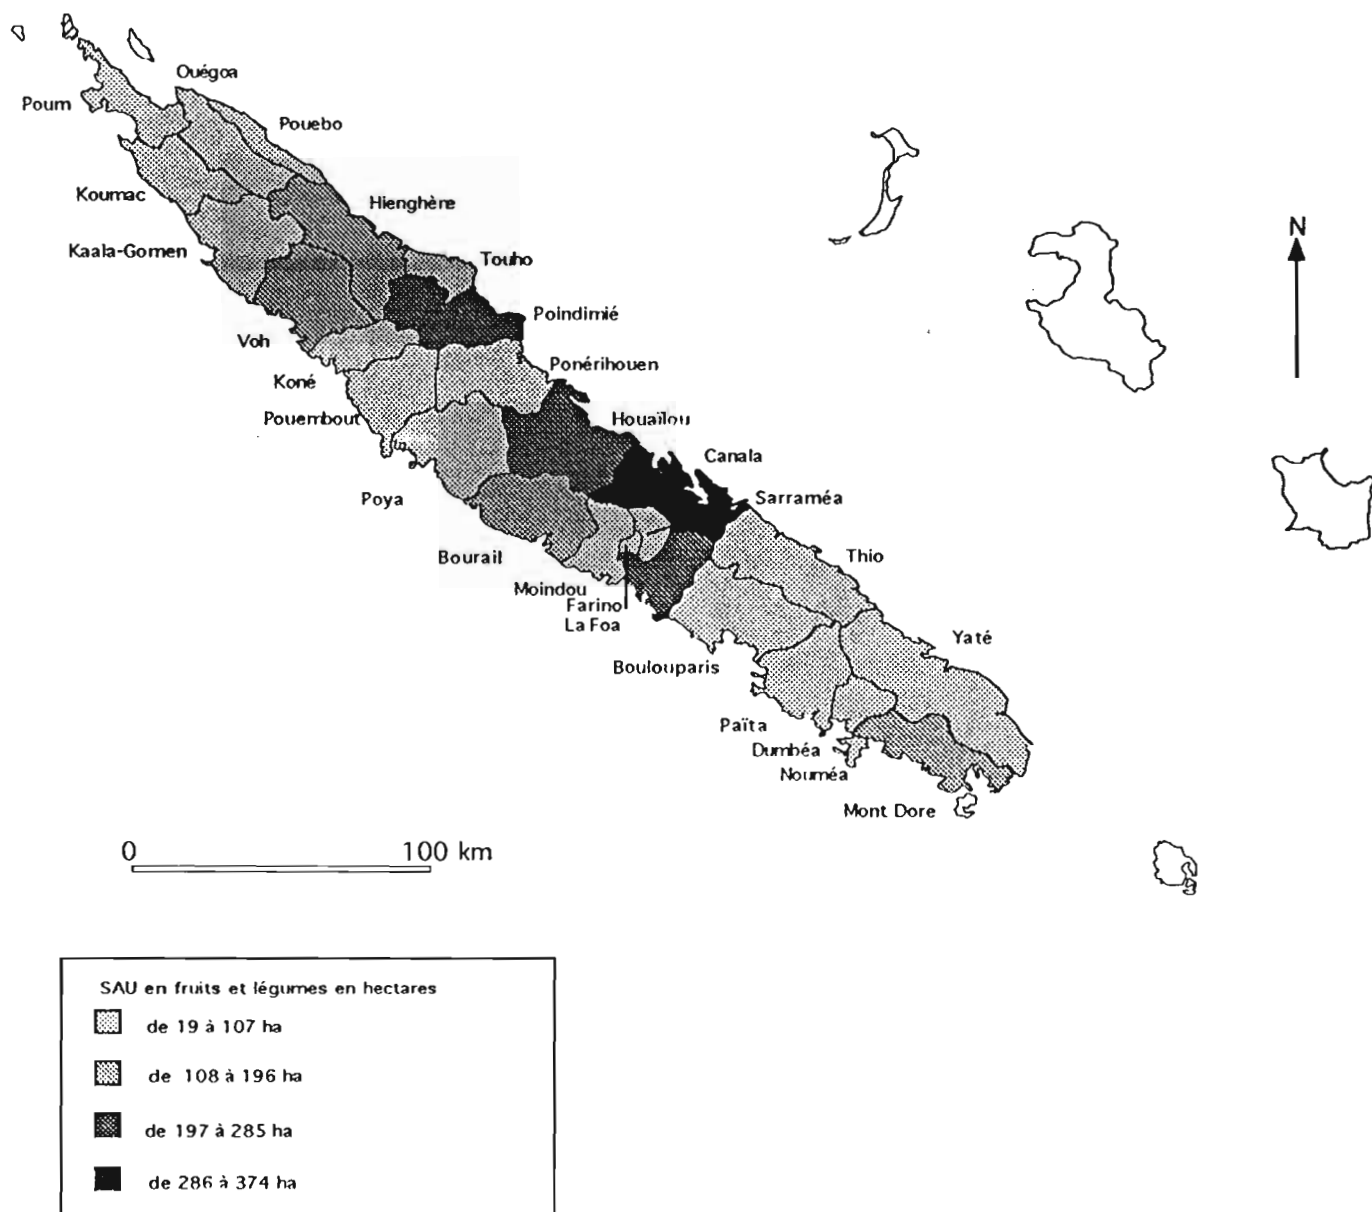 Ouégoa
Poum
Pouebo
Koumac
Hienghère
Kaala-Gomen
Touho
Poindimié
Voh
Ponérihouen
Koné
Pouembout
Houaïlou
Canala
Poya
Sarraméa
Bourail
Thio
Moindou
Farino
La Foa
Yaté
Boulouparis
Païta
Dumbéa
Nouméa
Mont Dore
N
0 100 km
SAU en fruits et légumes en hectares
de 19 à 107 ha
de 108 à 196 ha
de 197 à 285 ha
de 286 à 374 ha